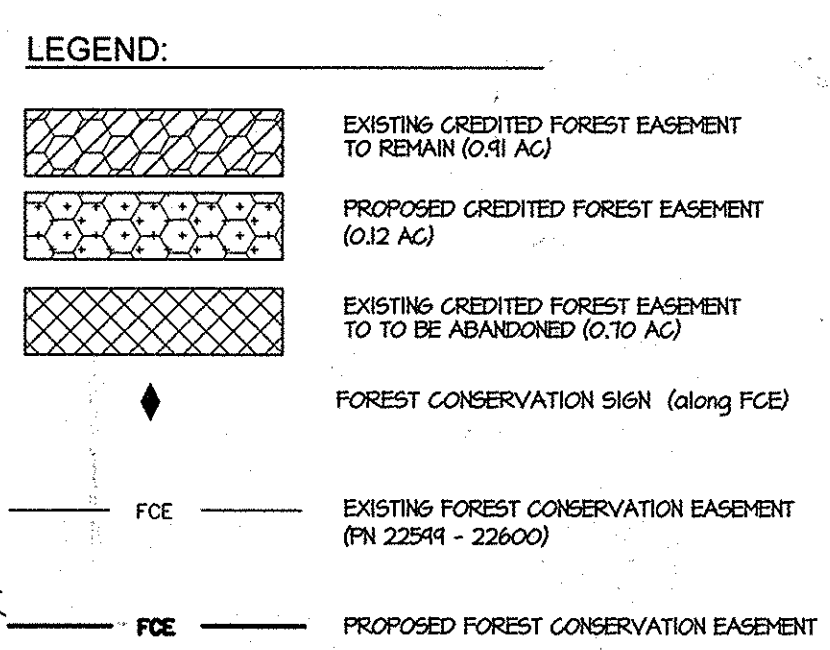 LEGEND:
EXISTING CREDITED FOREST EASEMENT
TO REMAIN (0.91 AC)
PROPOSED CREDITED FOREST EASEMENT
(0.12 AC)
EXISTING CREDITED FOREST EASEMENT
TO TO BE ABANDONED (0.70 AC)
FOREST CONSERVATION SIGN (along FCE)
FCE EXISTING FOREST CONSERVATION EASEMENT
(PN 22599 - 22600)
FCE PROPOSED FOREST CONSERVATION EASEMENT